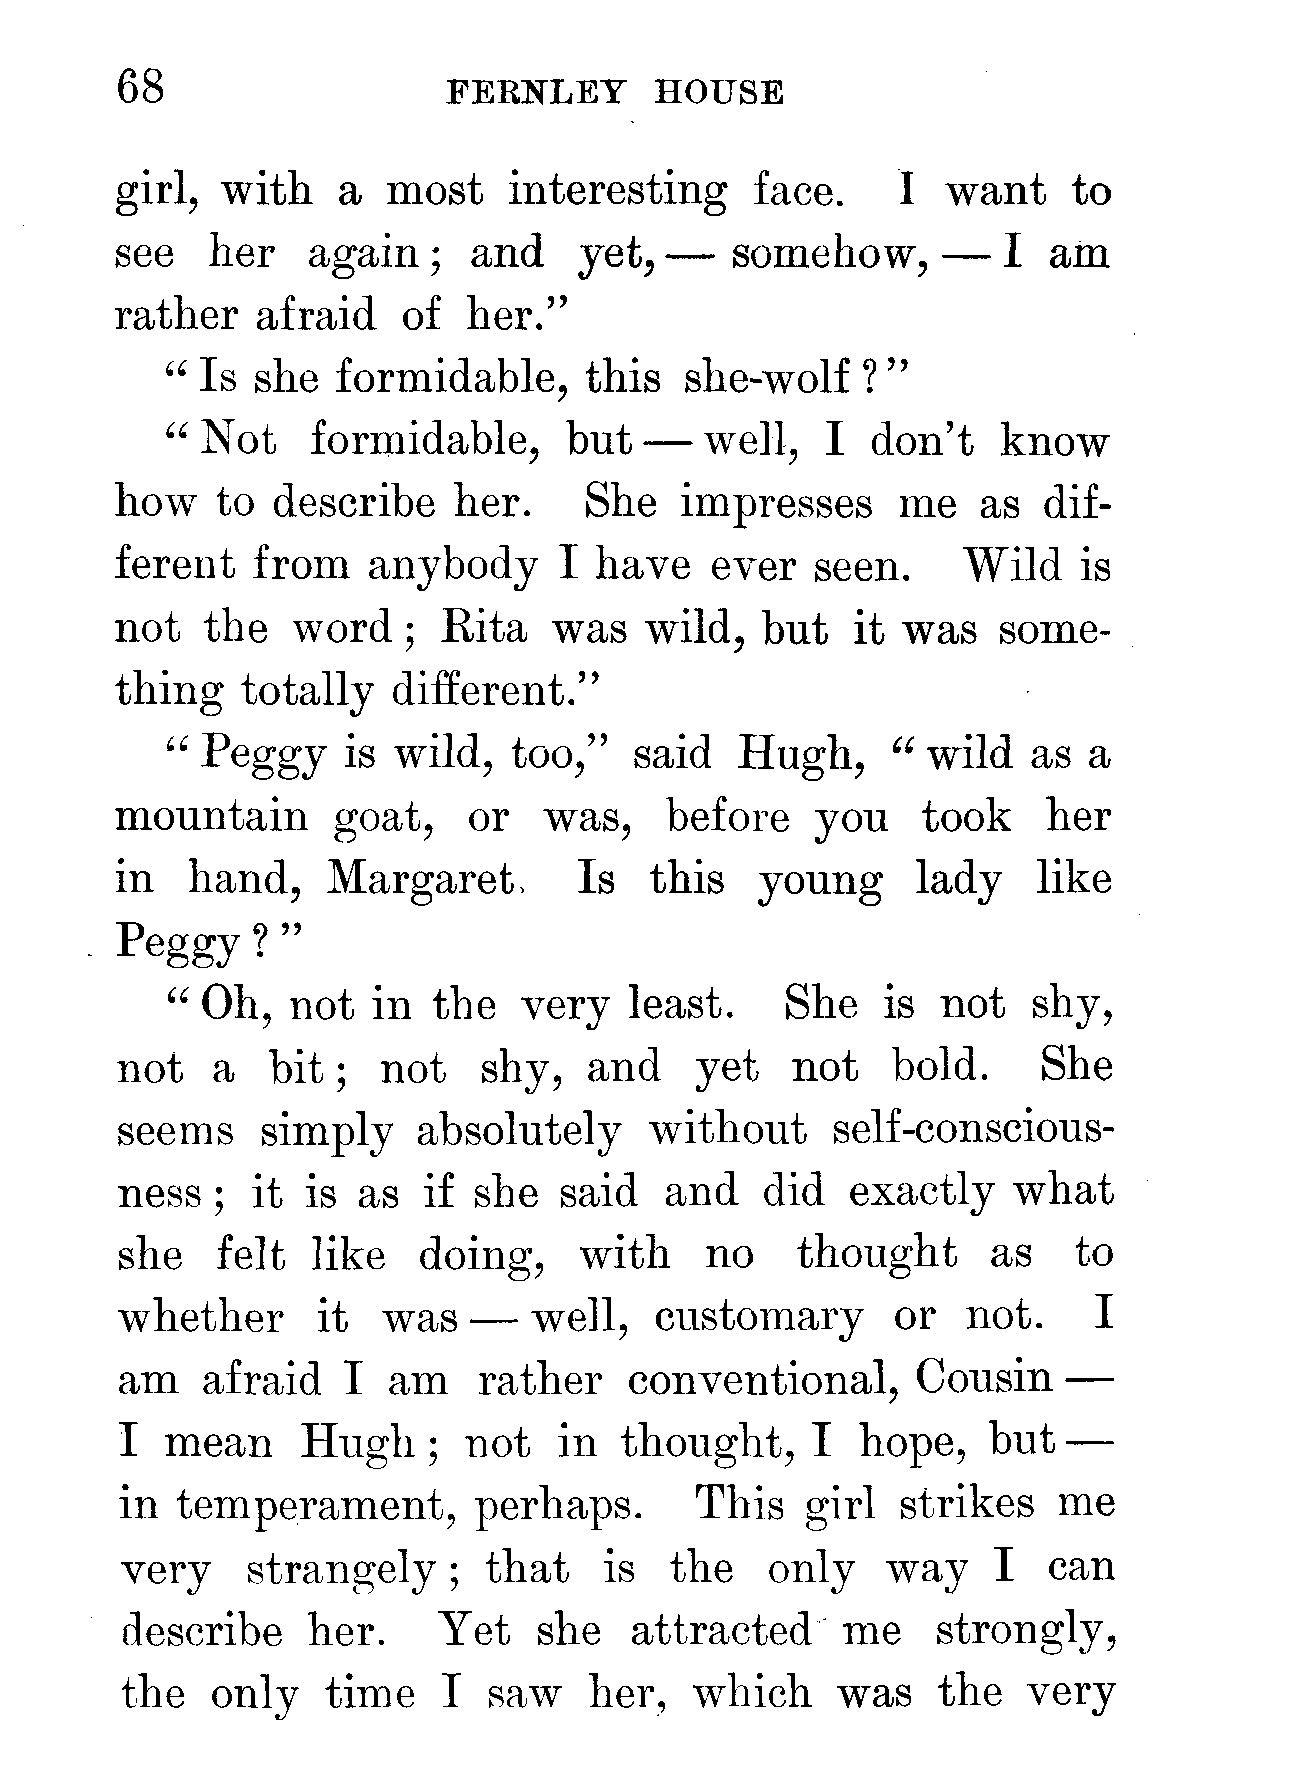 68 FERNLEY HOUSE
girl, with a most interesting face. I want to
see her again; and yet,— somehow, — I am
rather afraid of her."
"Is she formidable, this she-wolf?"
"Not formidable, but — well, I don't know
how to describe her. She impresses me as dif-
ferent from anybody I have ever seen. Wild is
not the word; Rita was wild, but it was some-
thing totally different."
"Peggy is wild, too," said Hugh, "wild as a
mountain goat, or was, before you took her
in hand, Margaret. Is this young lady like
Peggy?"
"Oh, not in the very least. She is not shy,
not a bit; not shy, and yet not bold. She
seems simply absolutely without self-conscious-
ness; it is as if she said and did exactly what
she felt like doing, with no thought as to
whether it was — well, customary or not. I
am afraid I am rather conventional, Cousin —
I mean Hugh; not in thought, I hope, but —
in temperament, perhaps. This girl strikes me
very strangely; that is the only way I can
describe her. Yet she attracted me strongly,
the only time I saw her, which was the very